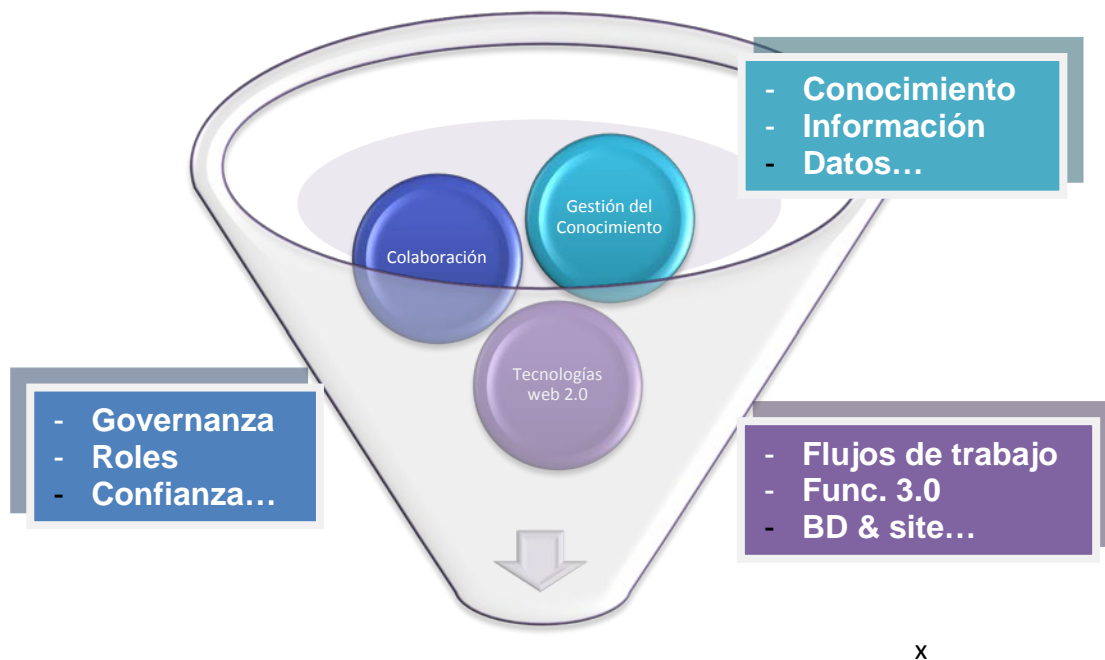 - Conocimiento
- Información
- Datos…
Gestión del
Conocimiento
Colaboración
Tecnologías
web 2.0
- Governanza
- Roles
- Confianza…
- Flujos de trabajo
- Func. 3.0
- BD & site…
x